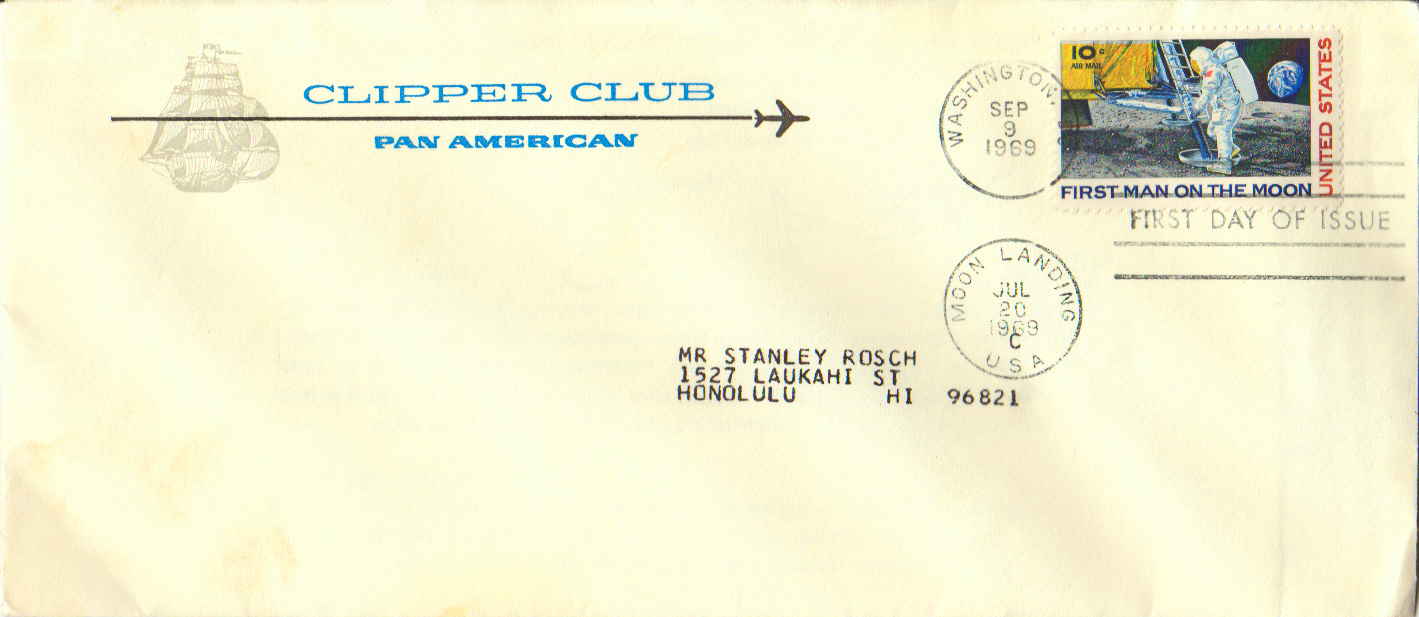 CLIPPER CLUB
PAN AMERICAN
WASHINGTON,
SEP
9
1969
10c
AIR MAIL
FIRST MAN ON THE MOON
UNITED STATES
FIRST DAY OF ISSUE
MOON LANDING
JUL
20
1969
C
USA
MR STANLEY ROSCH
1527 LAUKAHI ST
HONOLULU HI 96821